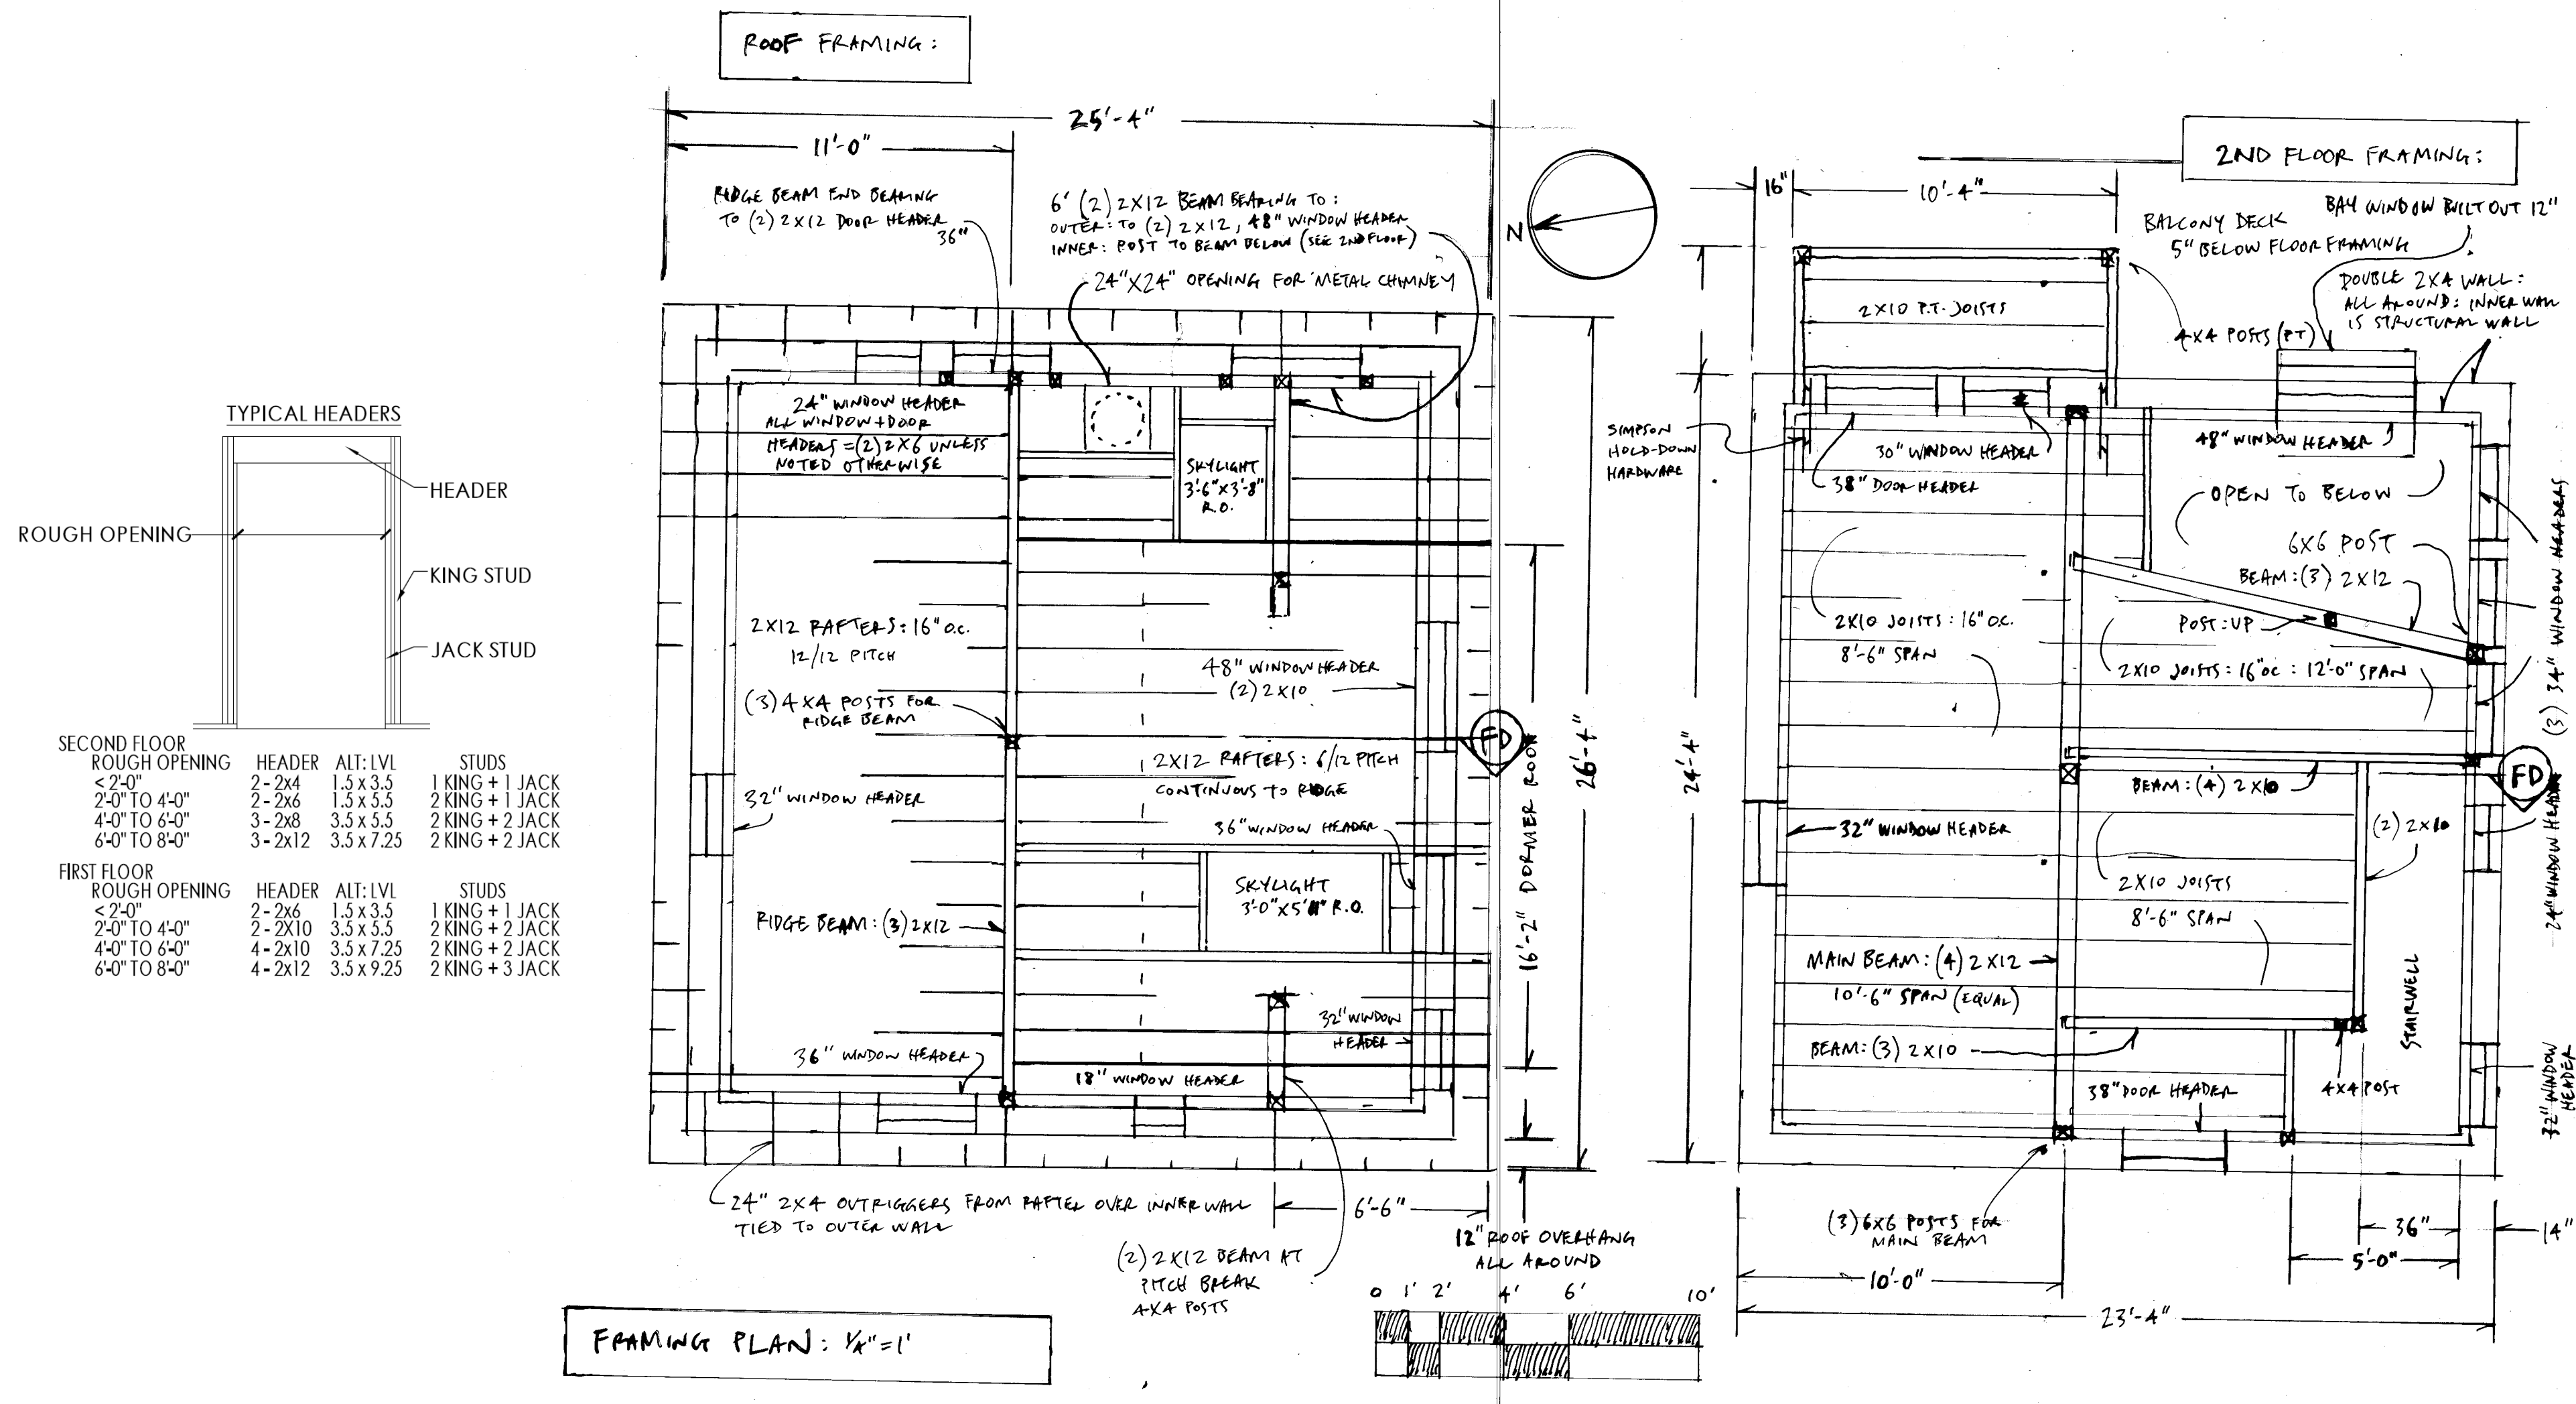 ROOF FRAMING:
25'-4"
11'-0"
RIDGE BEAM END BEARING
TO (2) 2X12 DOOR HEADER
36"
6' (2) 2X12 BEAM BEARING TO:
OUTER: TO (2) 2X12, 48" WINDOW HEADER
INNER: POST TO BEAM BELOW (SEE 2ND FLOOR)
24"X24" OPENING FOR METAL CHIMNEY
N
24" WINDOW HEADER
ALL WINDOW + DOOR
HEADERS = (2) 2X6 UNLESS
NOTED OTHERWISE
SKYLIGHT
3'-6"X3'-8"
R.O.
2X12 RAFTERS: 16" O.C.
12/12 PITCH
48" WINDOW HEADER
(2) 2X10
(3) 4X4 POSTS FOR
RIDGE BEAM
FD
2X12 RAFTERS: 6/12 PITCH
CONTINUOUS TO RIDGE
32" WINDOW HEADER
36" WINDOW HEADER
SKYLIGHT
3'-0"X5' R.O.
RIDGE BEAM: (3) 2X12
32" WINDOW
HEADER
36" WINDOW HEADER
18" WINDOW HEADER
16'-2" DORMER ROOF
26'-4"
24" 2X4 OUTRIGGERS FROM RAFTER OVER INNER WALL
TIED TO OUTER WALL
6'-6"
(2) 2X12 BEAM AT
PITCH BREAK
4X4 POSTS
12" ROOF OVERHANG
ALL AROUND
0 1' 2' 4' 6' 10'
FRAMING PLAN: 1/4"=1'
TYPICAL HEADERS
HEADER
ROUGH OPENING
KING STUD
JACK STUD
SECOND FLOOR
ROUGH OPENING HEADER ALT: LVL STUDS
< 2'-0" 2 - 2x4 1.5 x 3.5 1 KING + 1 JACK
2'-0" TO 4'-0" 2 - 2x6 1.5 x 5.5 2 KING + 1 JACK
4'-0" TO 6'-0" 3 - 2x8 3.5 x 5.5 2 KING + 2 JACK
6'-0" TO 8'-0" 3 - 2x12 3.5 x 7.25 2 KING + 2 JACK
FIRST FLOOR
ROUGH OPENING HEADER ALT: LVL STUDS
< 2'-0" 2 - 2x6 1.5 x 3.5 1 KING + 1 JACK
2'-0" TO 4'-0" 2 - 2X10 3.5 x 5.5 2 KING + 2 JACK
4'-0" TO 6'-0" 4 - 2x10 3.5 x 7.25 2 KING + 2 JACK
6'-0" TO 8'-0" 4 - 2x12 3.5 x 9.25 2 KING + 3 JACK
2ND FLOOR FRAMING:
16"
10'-4"
BALCONY DECK
5" BELOW FLOOR FRAMING
BAY WINDOW BUILT OUT 12"
DOUBLE 2X4 WALL:
ALL AROUND: INNER WALL
IS STRUCTURAL WALL
2X10 P.T. JOISTS
4X4 POSTS (PT)
SIMPSON
HOLD-DOWN
HARDWARE
30" WINDOW HEADER
38" DOOR HEADER
48" WINDOW HEADER
OPEN TO BELOW
6X6 POST
BEAM: (3) 2X12
POST: UP
2X10 JOISTS: 16" O.C.
8'-6" SPAN
2X10 JOISTS: 16" OC: 12'-0" SPAN
(3) 34" WINDOW HEADERS
24'-4"
BEAM: (4) 2X10
FD
32" WINDOW HEADER
(2) 2X10
24" WINDOW HEADER
2X10 JOISTS
8'-6" SPAN
MAIN BEAM: (4) 2X12
10'-6" SPAN (EQUAL)
STAIRWELL
BEAM: (3) 2X10
38" DOOR HEADER
4X4 POST
32" WINDOW
HEADER
(3) 6X6 POSTS FOR
MAIN BEAM
36"
14"
5'-0"
10'-0"
23'-4"